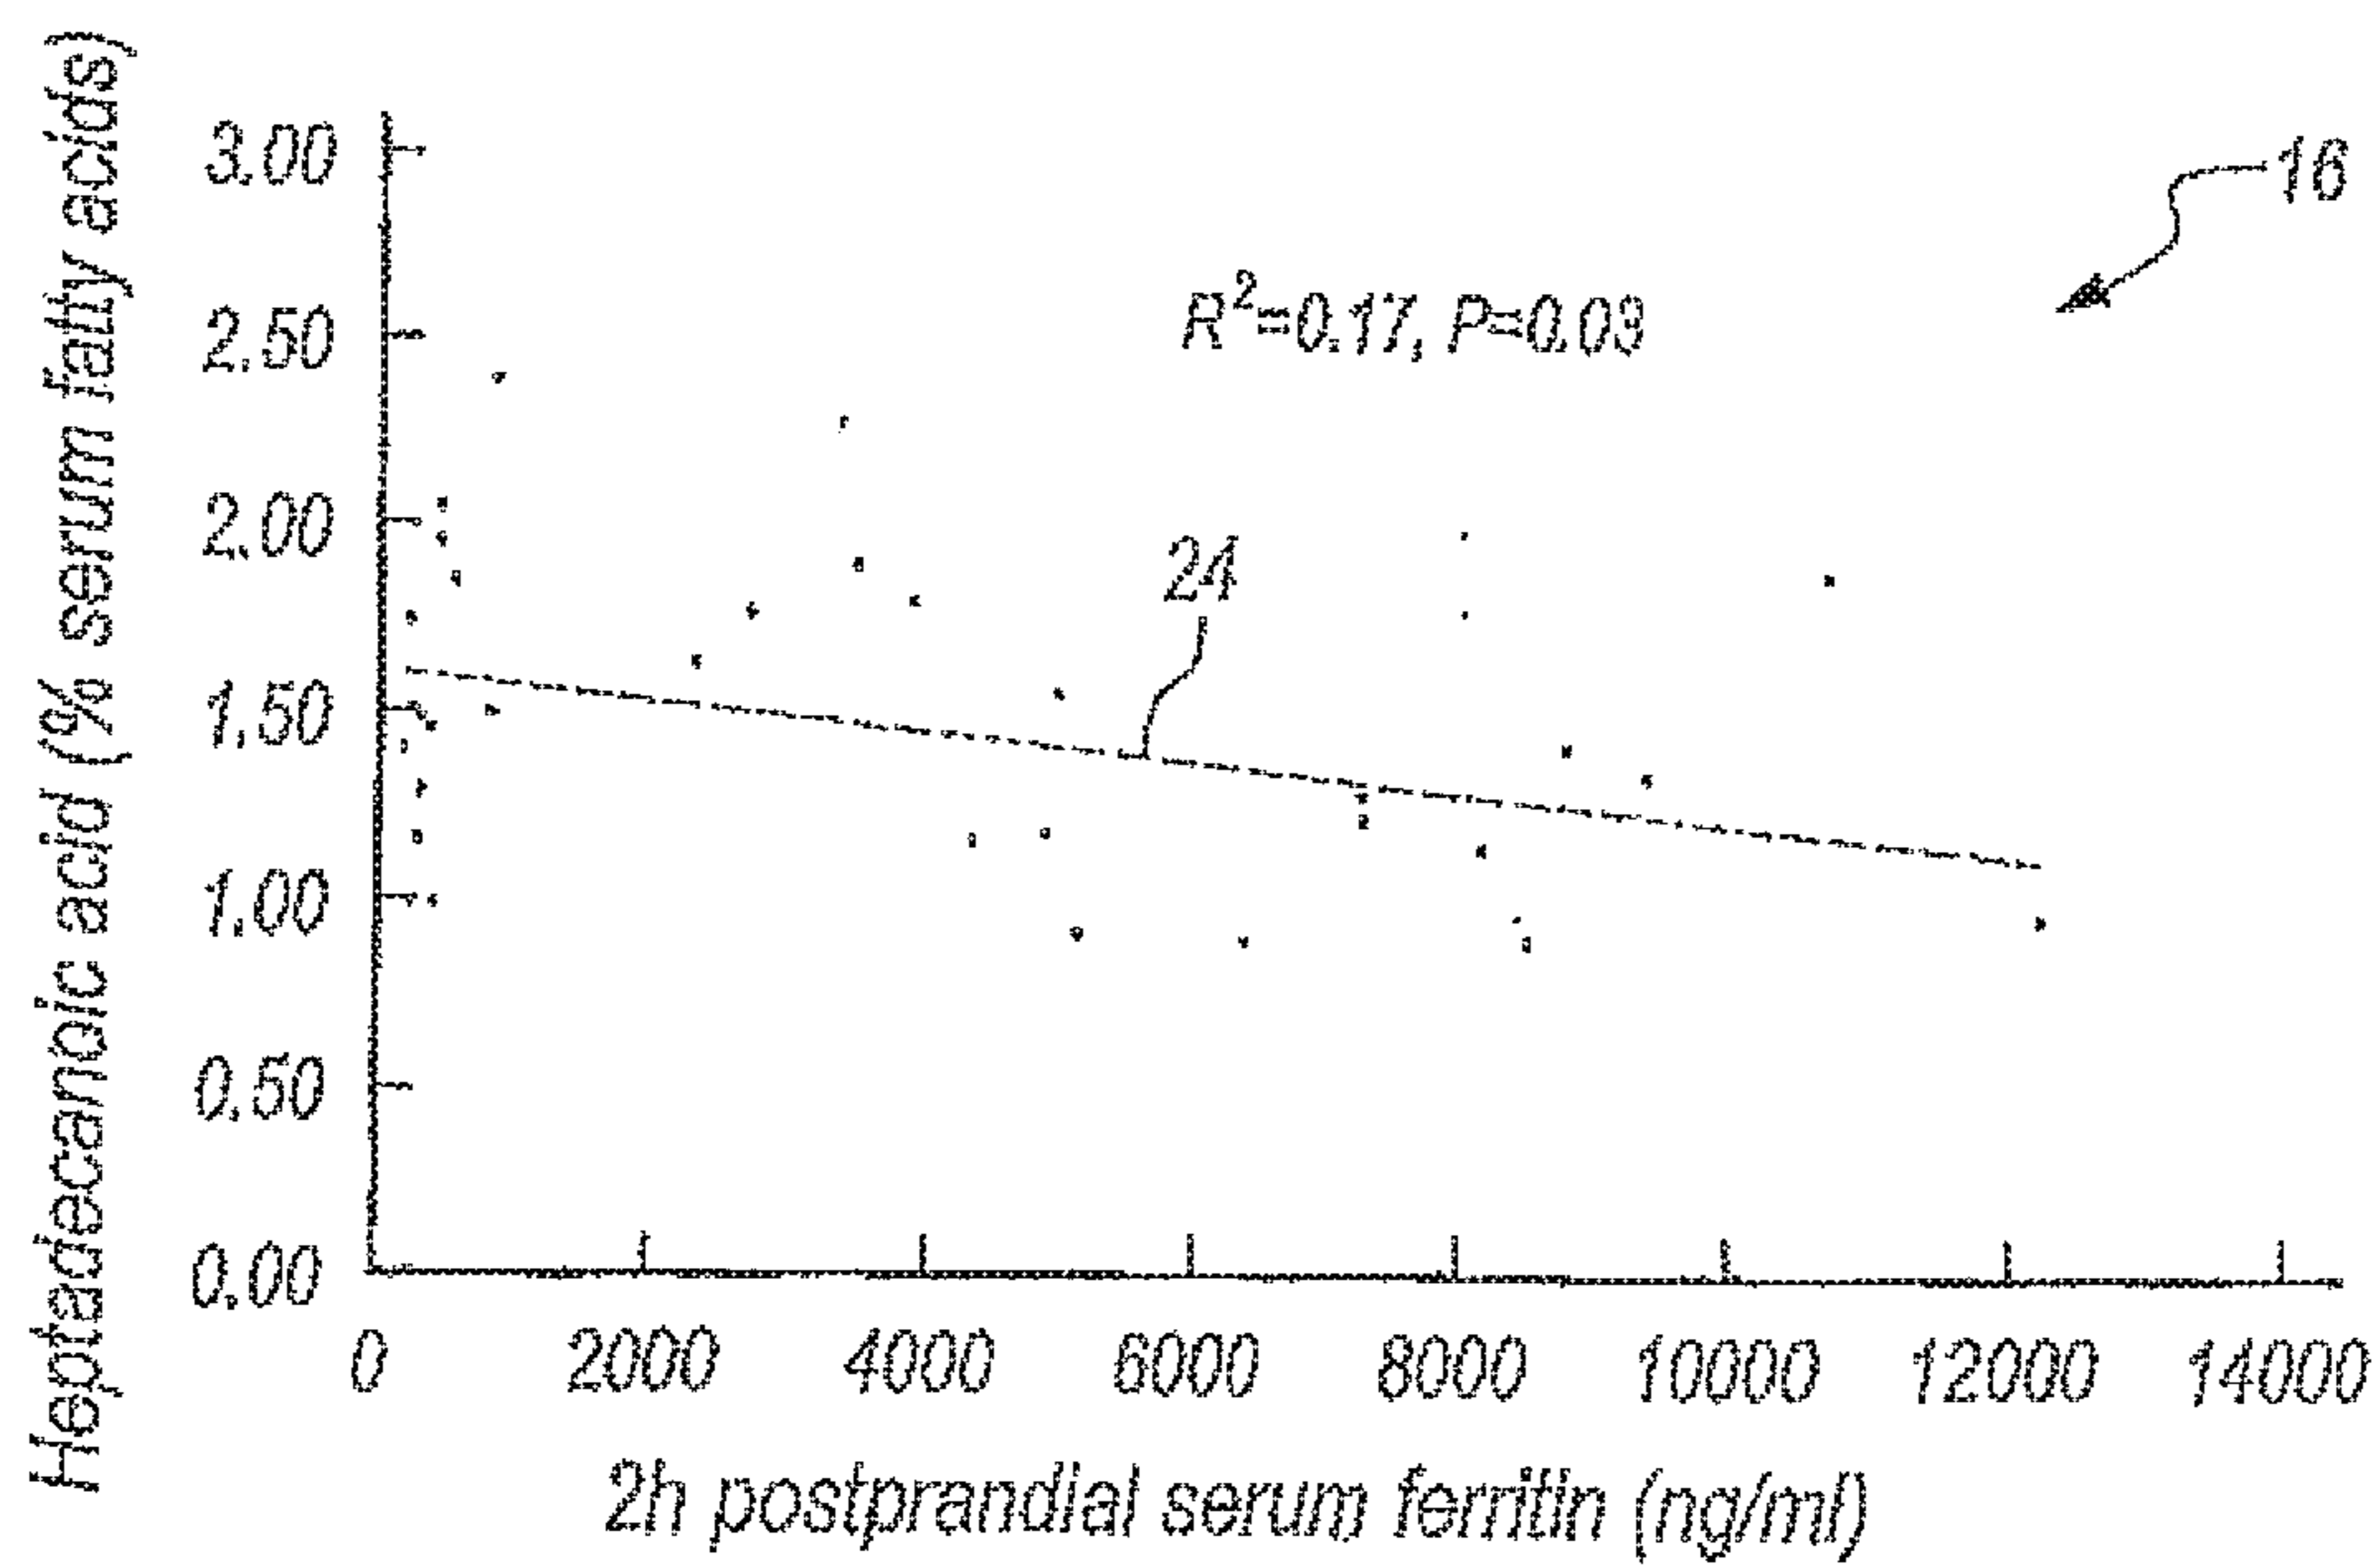 Heptadecanoic acid (% serum fatty acids)
3.00
2.50
2.00
1.50
1.00
0.50
0.00
16
R²=0.17, P=0.03
24
0 2000 4000 6000 8000 10000 12000 14000
2h postprandial serum ferritin (ng/ml)